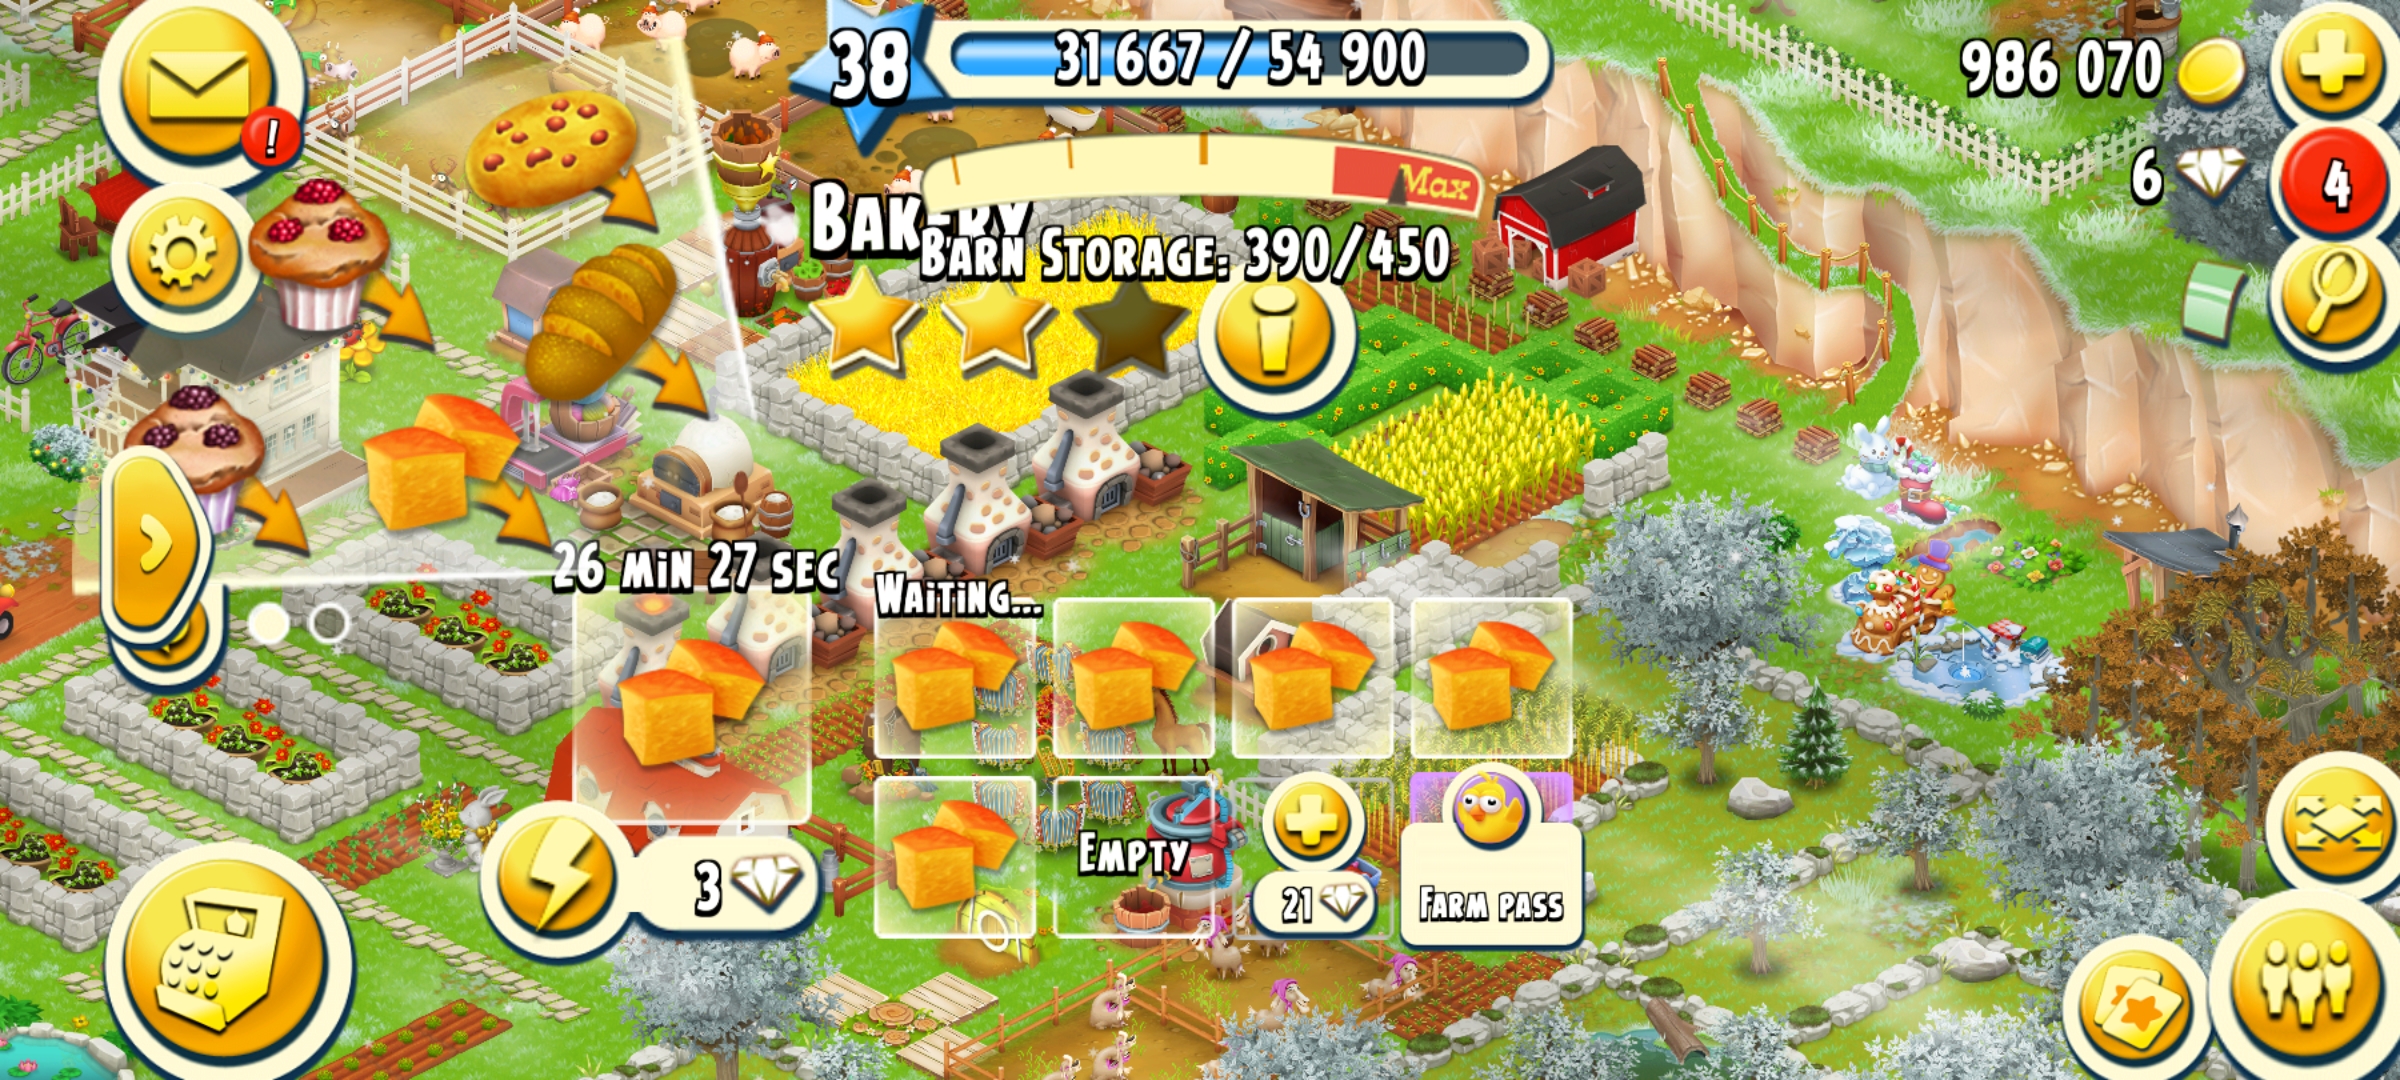 38
31 667 / 54 900
986 070
6
4
!
Max
Bakery
Barn Storage: 390/450
26 min 27 sec
Waiting...
Empty
3
21
Farm pass